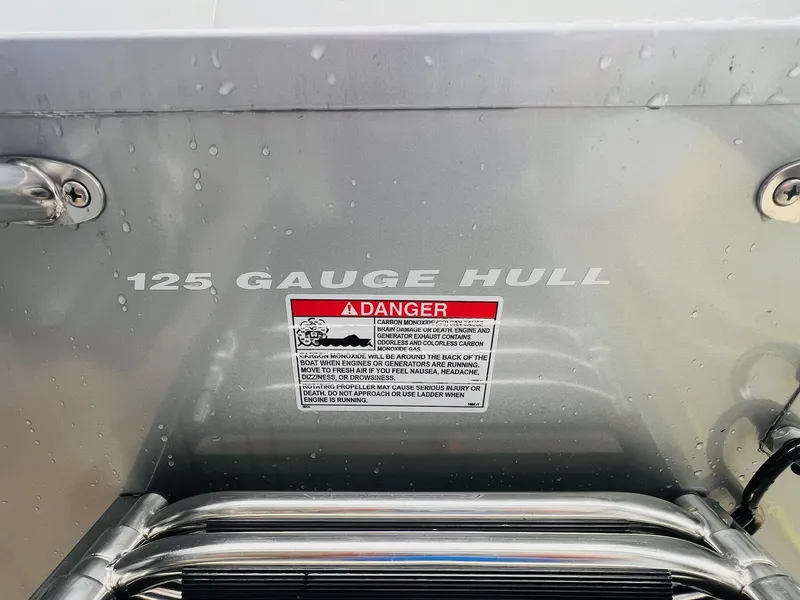 125 GAUGE HULL
DANGER
CARBON MONOXIDE (CO) CAN CAUSE
BRAIN DAMAGE OR DEATH. ENGINE AND
GENERATOR EXHAUST CONTAINS
ODORLESS AND COLORLESS CARBON
MONOXIDE GAS.
CARBON MONOXIDE WILL BE AROUND THE BACK OF THE
BOAT WHEN ENGINES OR GENERATORS ARE RUNNING.
MOVE TO FRESH AIR IF YOU FEEL NAUSEA, HEADACHE,
DIZZINESS, OR DROWSINESS.
ROTATING PROPELLER MAY CAUSE SERIOUS INJURY OR
DEATH. DO NOT APPROACH OR USE LADDER WHEN
ENGINE IS RUNNING.